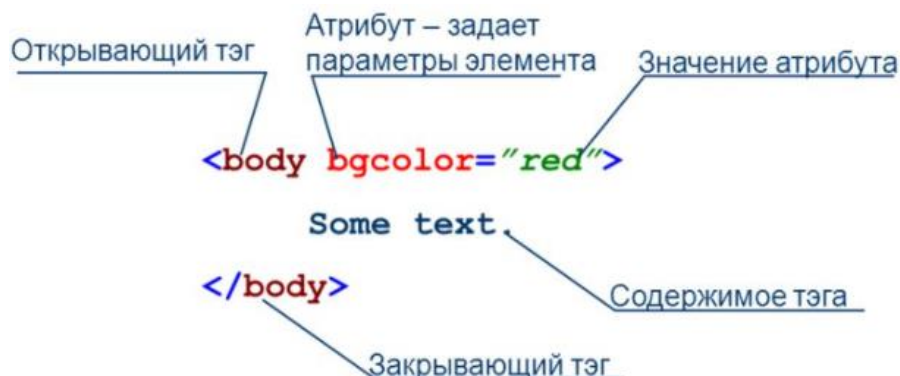 Открывающий тэг
Атрибут – задает
параметры элемента
Значение атрибута
<body bgcolor="red">
Some text.
</body>
Содержимое тэга
Закрывающий тэг